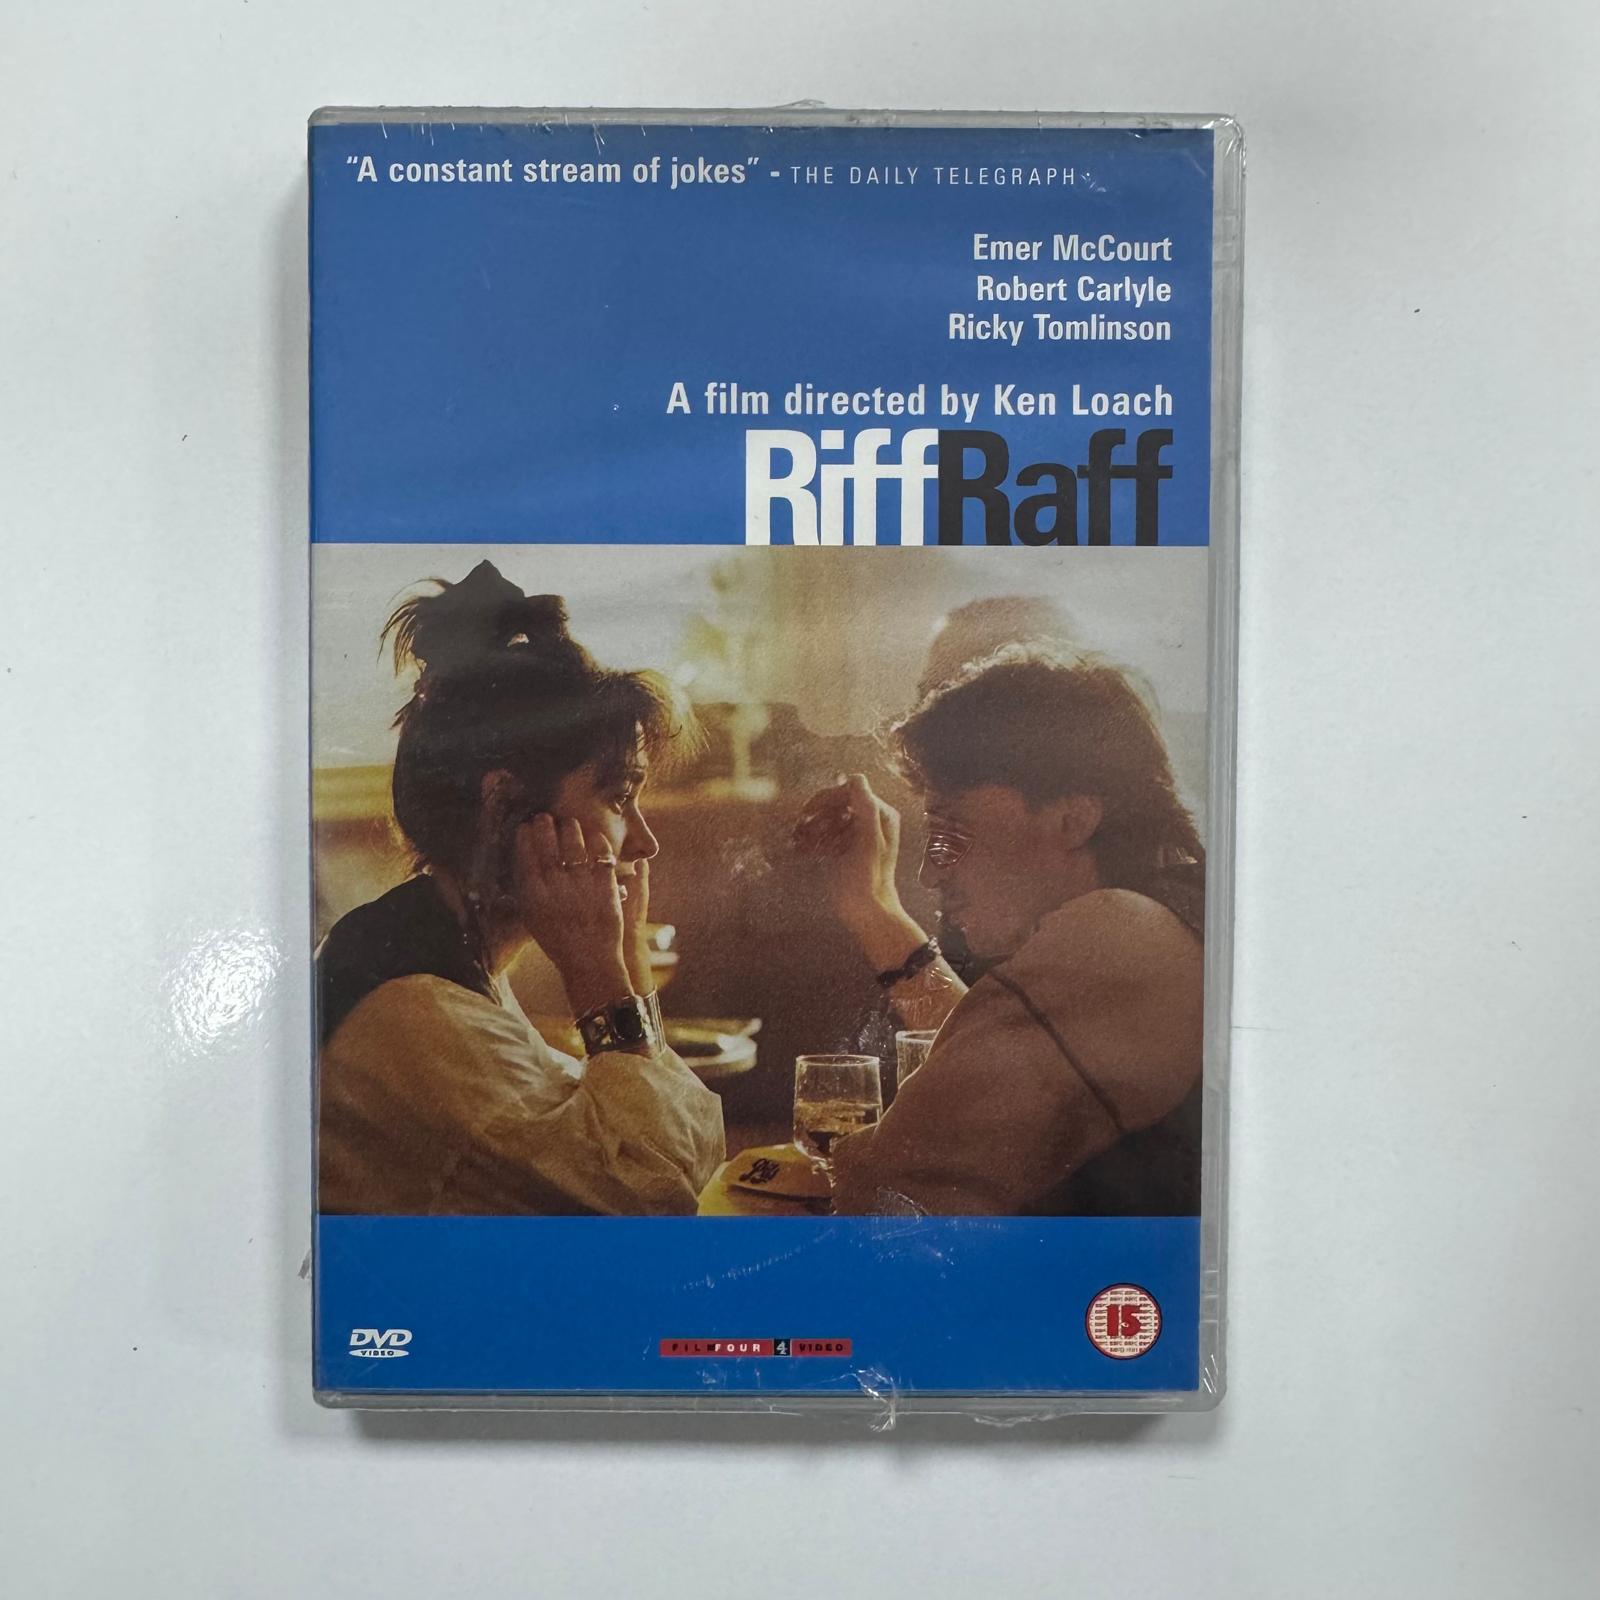 “A constant stream of jokes” - THE DAILY TELEGRAPH
Emer McCourt
Robert Carlyle
Ricky Tomlinson
A film directed by Ken Loach
RiffRaff
DVD
VIDEO
FILMFOUR 4 VIDEO
15